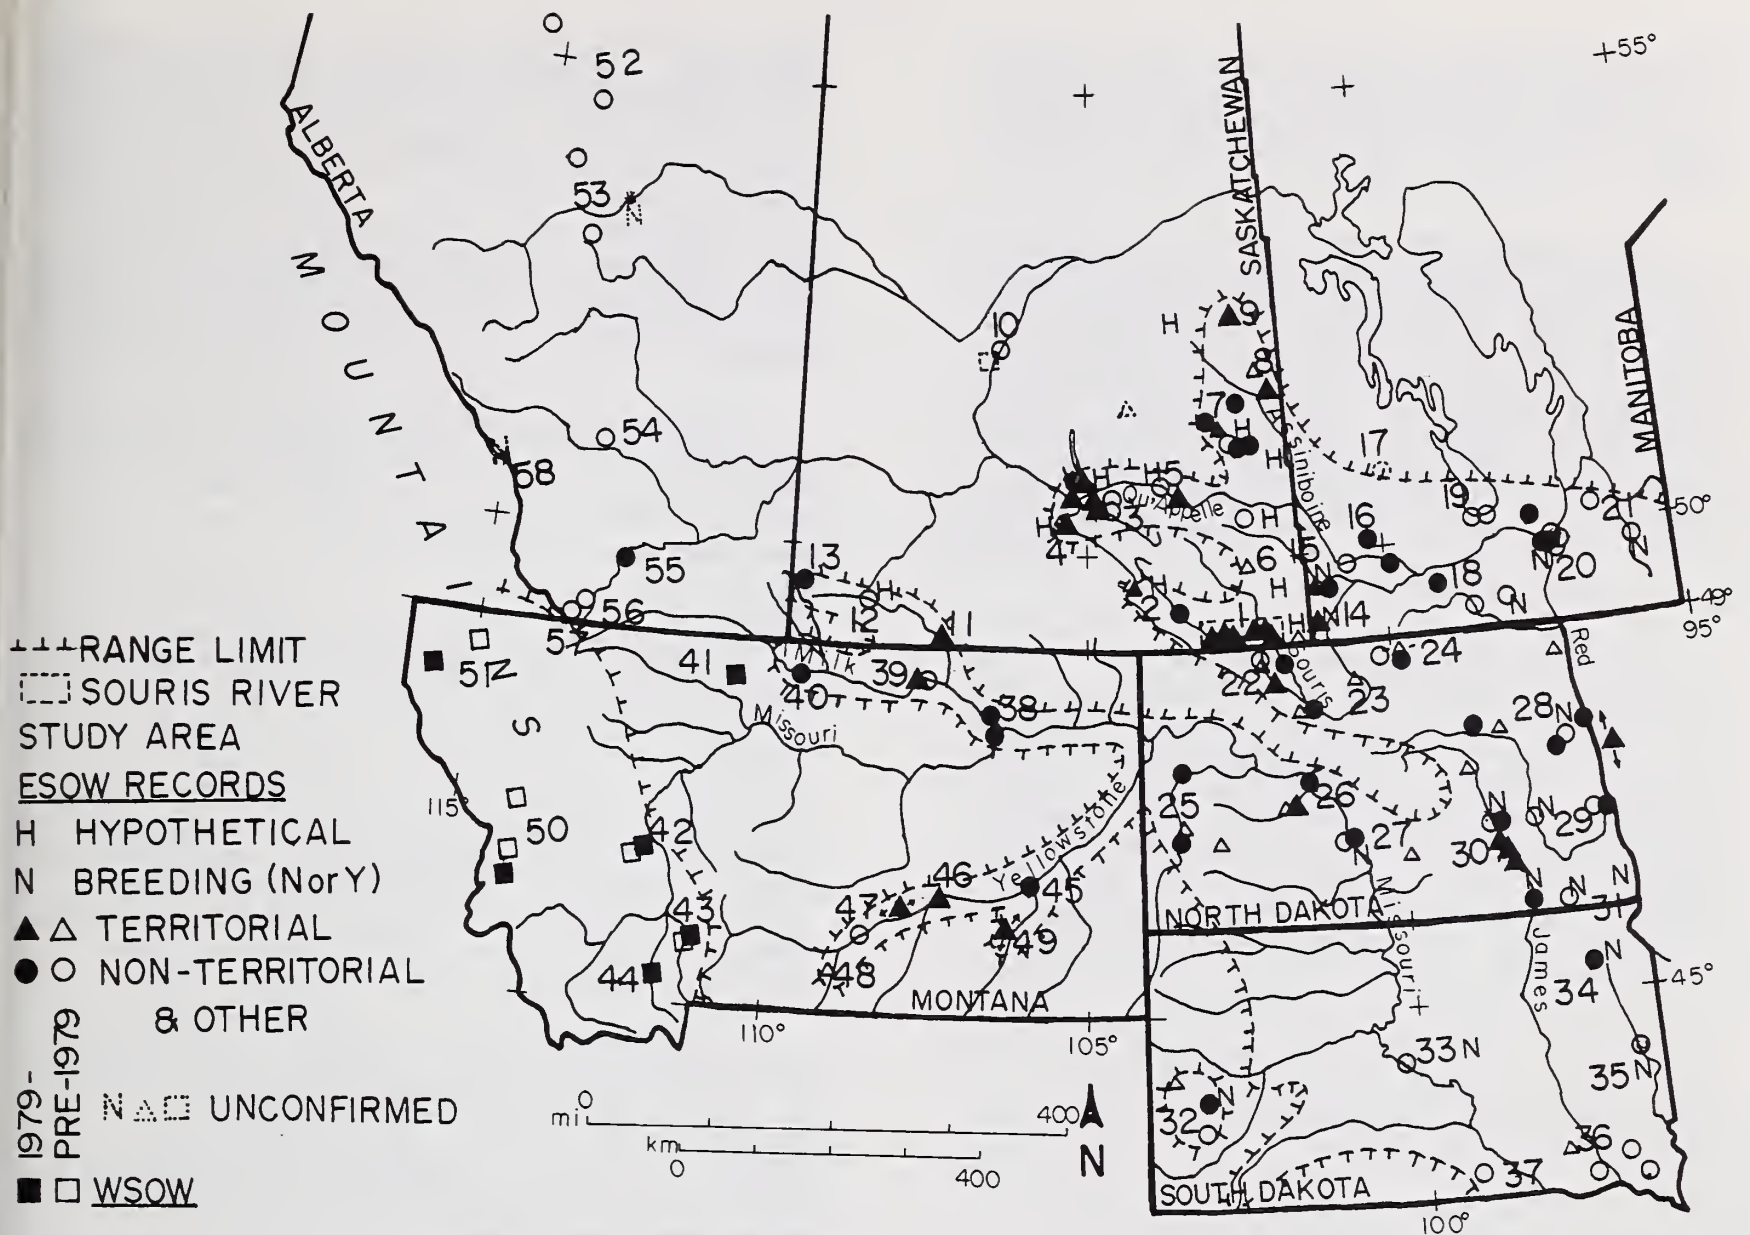 52
+55°
SASKATCHEWAN
ALBERTA
53
N
MOUNTAINS
10
H
9
8
MANITOBA
7
H
Assiniboine
H
17
54
N
58
H
H
5
Qu'Appelle
3
H
4
H
19
21
50°
16
N
N
20
6
15
N
18
N
13
55
H
12
11
H
2
H
1
H
N
14
49°
95°
56
57
RANGE LIMIT
SOURIS RIVER
STUDY AREA
ESOW RECORDS
H HYPOTHETICAL
N BREEDING (N or Y)
TERRITORIAL
NON-TERRITORIAL
& OTHER
1979-
PRE-1979
N UNCONFIRMED
WSOW
51
N
41
Milk
40
39
38
Missouri
22
Souris
23
24
Red
28
N
25
26
27
N
N
30
N
29
N
N
N
31
115°
50
42
43
44
Yellowstone
46
47
45
49
48
MONTANA
110°
105°
NORTH DAKOTA
Missouri
James
N
34
45°
33 N
35
N
32
N
36
37
SOUTH DAKOTA
100°
mi
0
400
km
0
400
N